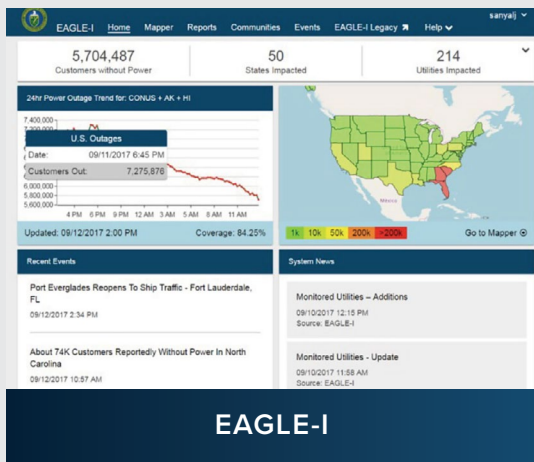 sanyalj
EAGLE-I Home Mapper Reports Communities Events EAGLE-I Legacy Help
5,704,487
Customers without Power
50
States Impacted
214
Utilities Impacted
24hr Power Outage Trend for: CONUS + AK + HI
7,400,000
7,200,000
U.S. Outages
Date: 09/11/2017 6:45 PM
Customers Out: 7,275,876
6,000,000
5,800,000
5,600,000
4 PM 6 PM 9 PM 12 AM 3 AM 5 AM 8 AM 11 AM
Updated: 09/12/2017 2:00 PM Coverage: 84.25%
México
1k 10k 50k 200k >200k Go to Mapper
Recent Events
Port Everglades Reopens To Ship Traffic - Fort Lauderdale,
FL
09/12/2017 2:34 PM
About 74K Customers Reportedly Without Power In North
Carolina
09/12/2017 10:57 AM
System News
Monitored Utilities – Additions
09/10/2017 12:15 PM
Source: EAGLE-I
Monitored Utilities - Update
09/10/2017 11:58 AM
Source: EAGLE-I
EAGLE-I